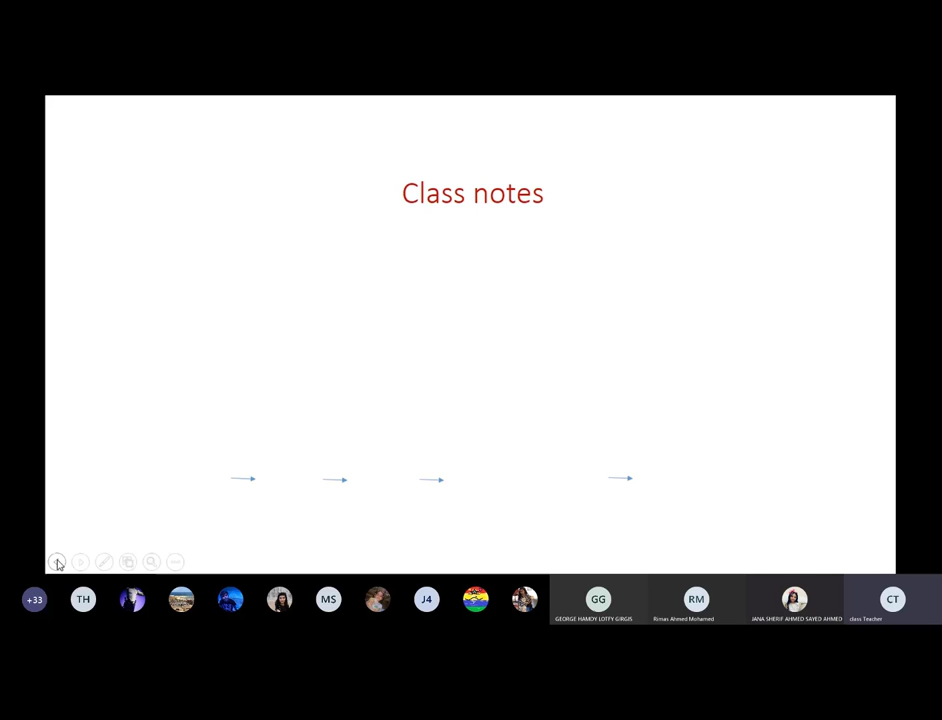 Class notes
+33
TH
MS
J4
GG
RM
CT
GEORGE HAMDY LOTFY GIRGIS
Rimas Ahmed Mohamed
JANA SHERIF AHMED SAYED AHMED
class Teacher